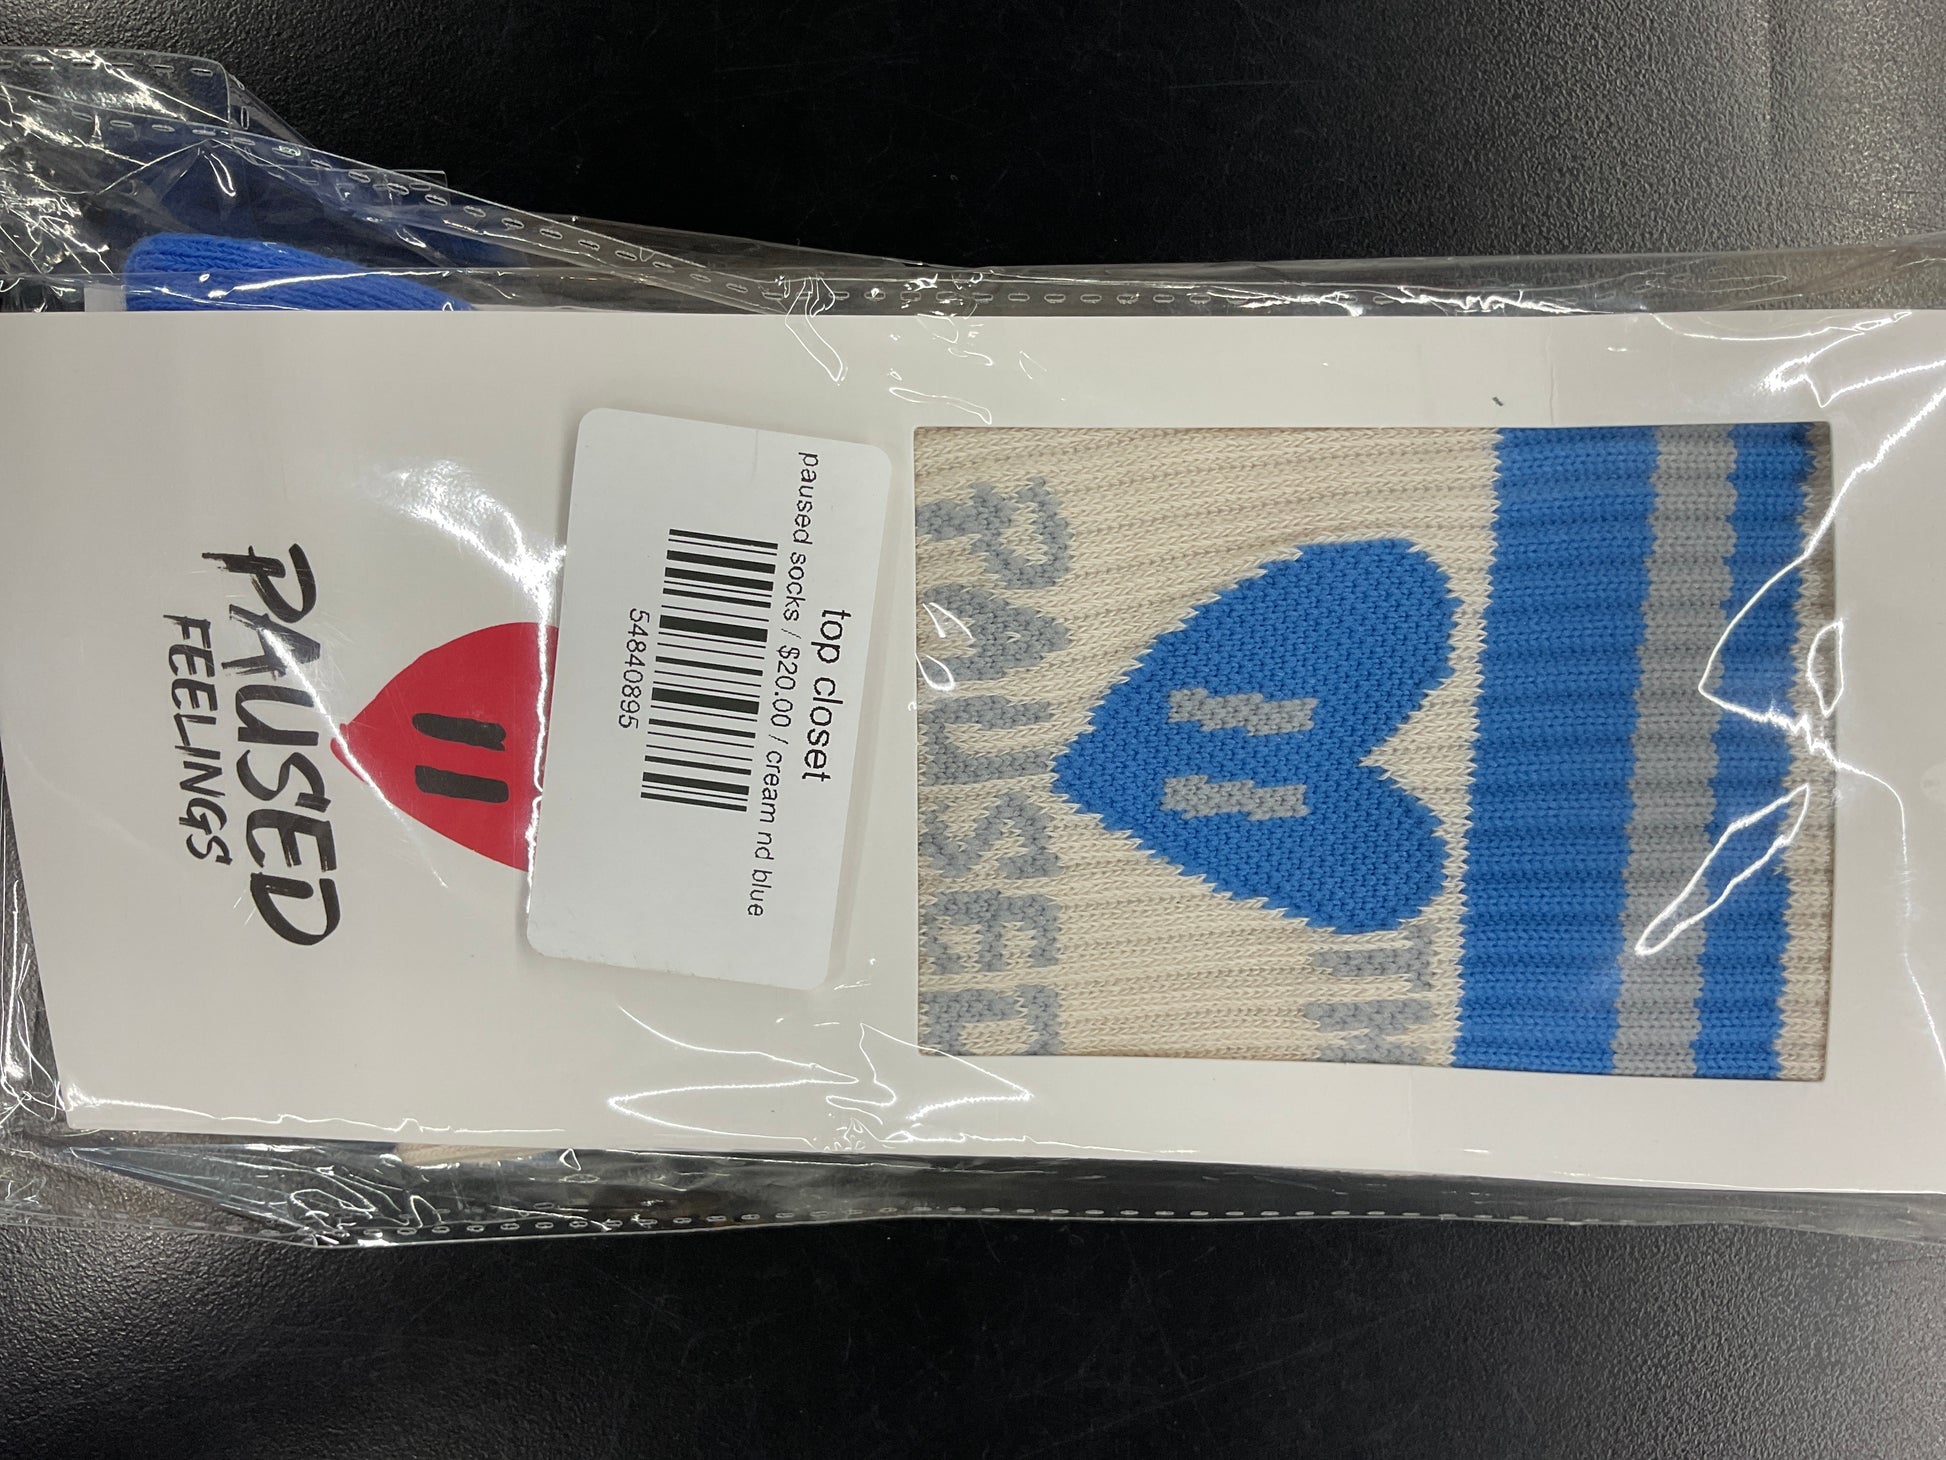 PAUSED
FEELINGS
top closet
paused socks / $20.00 / cream nd blue
54840895
PAUSED